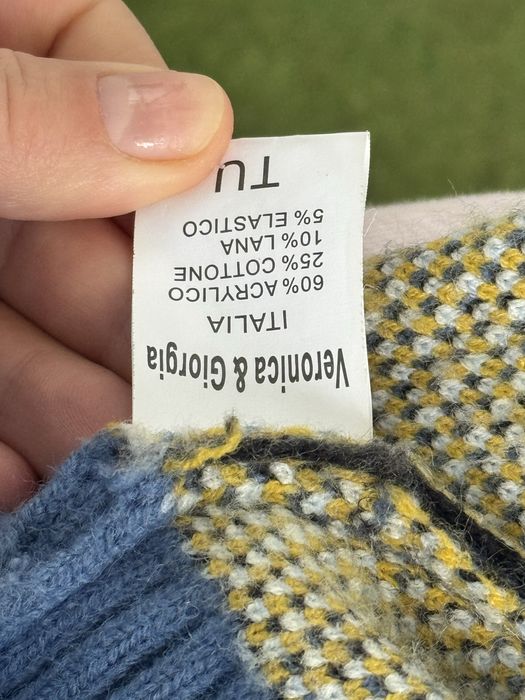 Veronica & Giorgia
ITALIA
60% ACRYLICO
25% COTTONE
10% LANA
5% ELASTICO
TU